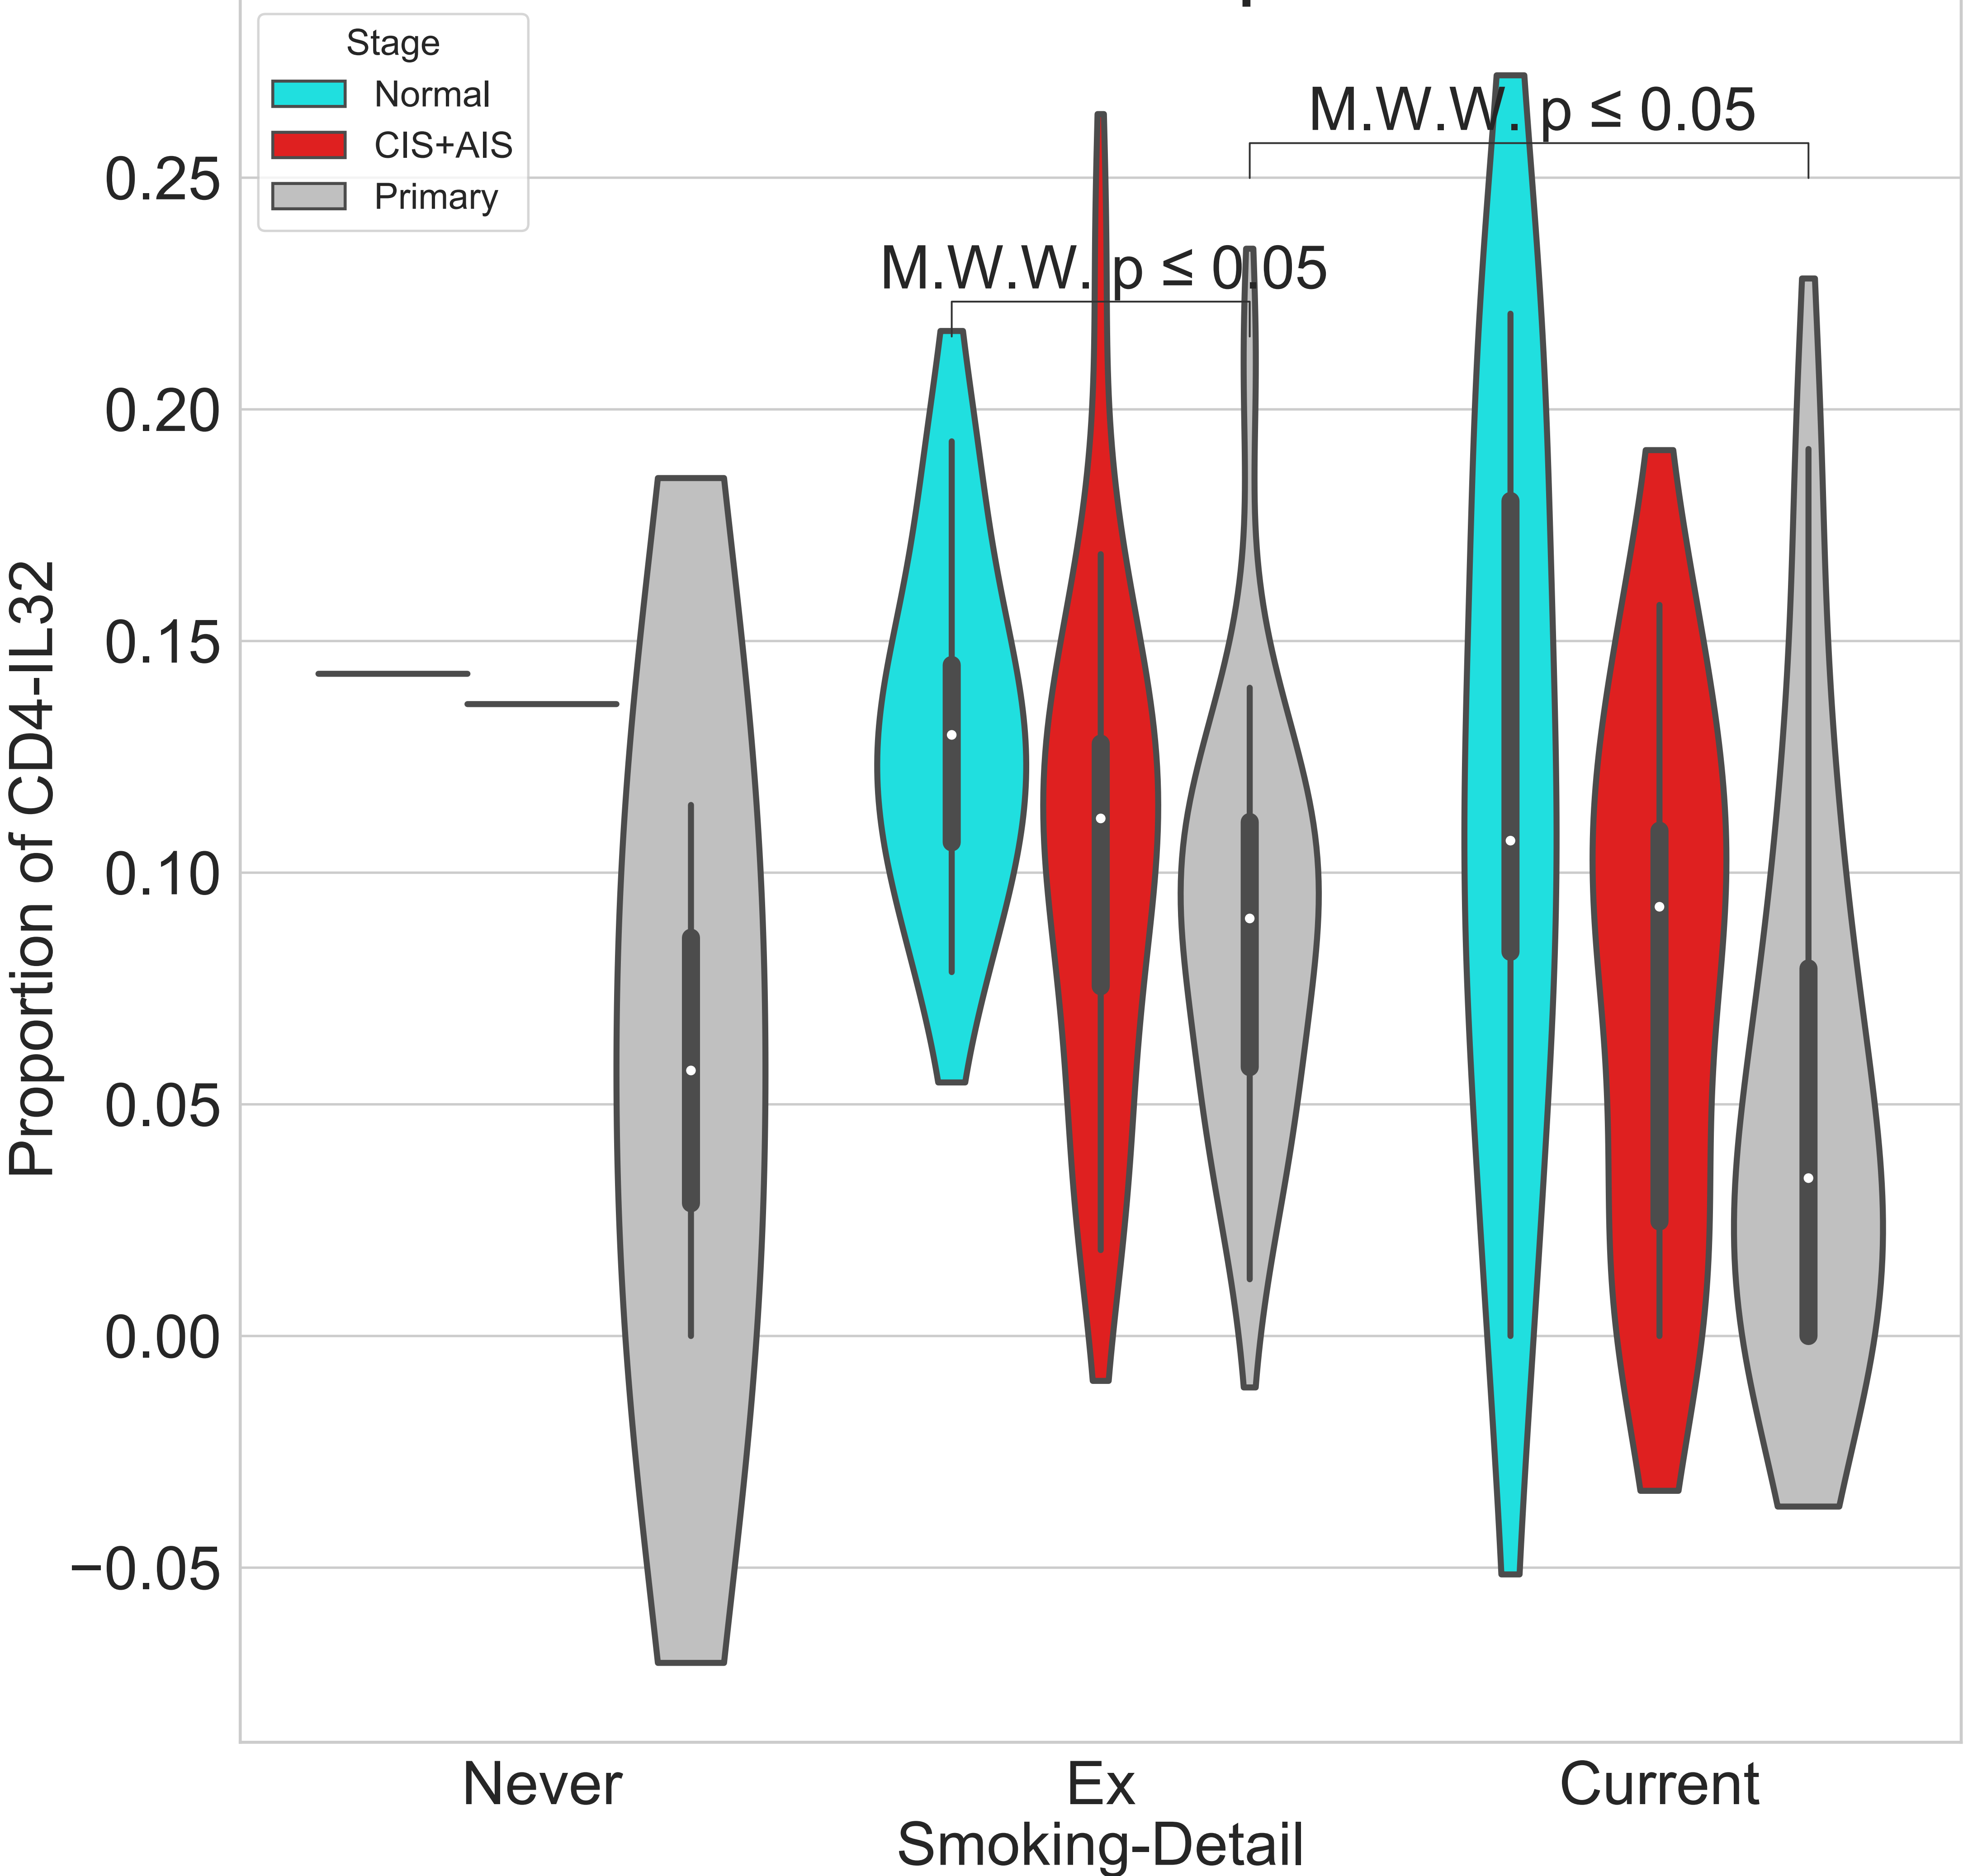 Stage
Normal
CIS+AIS
Primary
M.W.W. p ≤ 0.05
M.W.W. p ≤ 0.05
0.25
0.20
0.15
0.10
0.05
0.00
−0.05
Proportion of CD4-IL32
Never
Ex
Current
Smoking-Detail